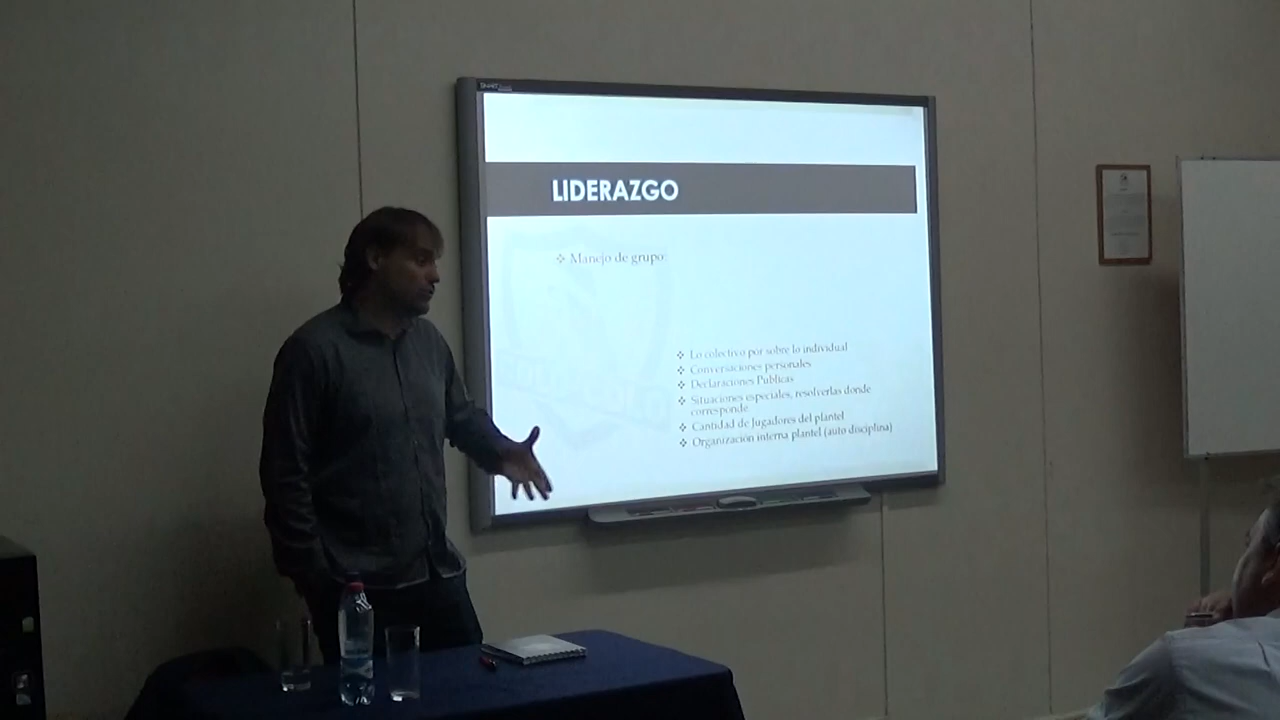 LIDERAZGO
❖ Manejo de grupo:
❖ Lo colectivo por sobre lo individual
❖ Conversaciones personales
❖ Declaraciones Publicas
❖ Situaciones especiales, resolverlas donde
corresponde.
❖ Cantidad de Jugadores del plantel
❖ Organización interna plantel (auto disciplina)